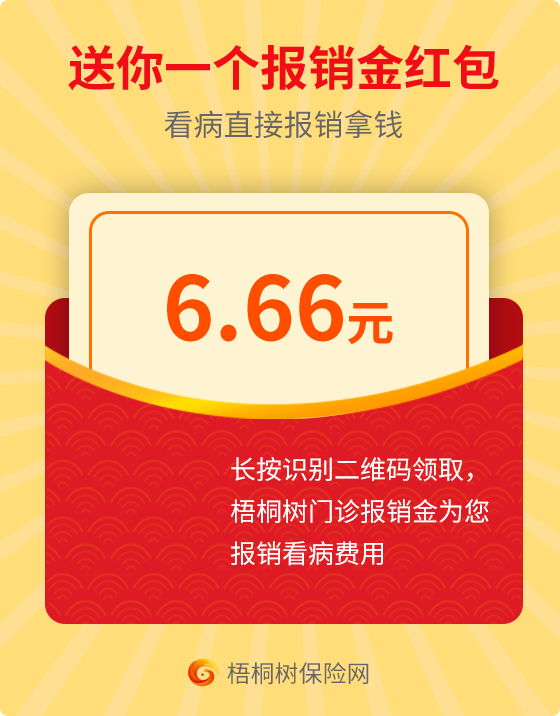 送你一个报销金红包
看病直接报销拿钱
6.66元
长按识别二维码领取，
梧桐树门诊报销金为您
报销看病费用
梧桐树保险网